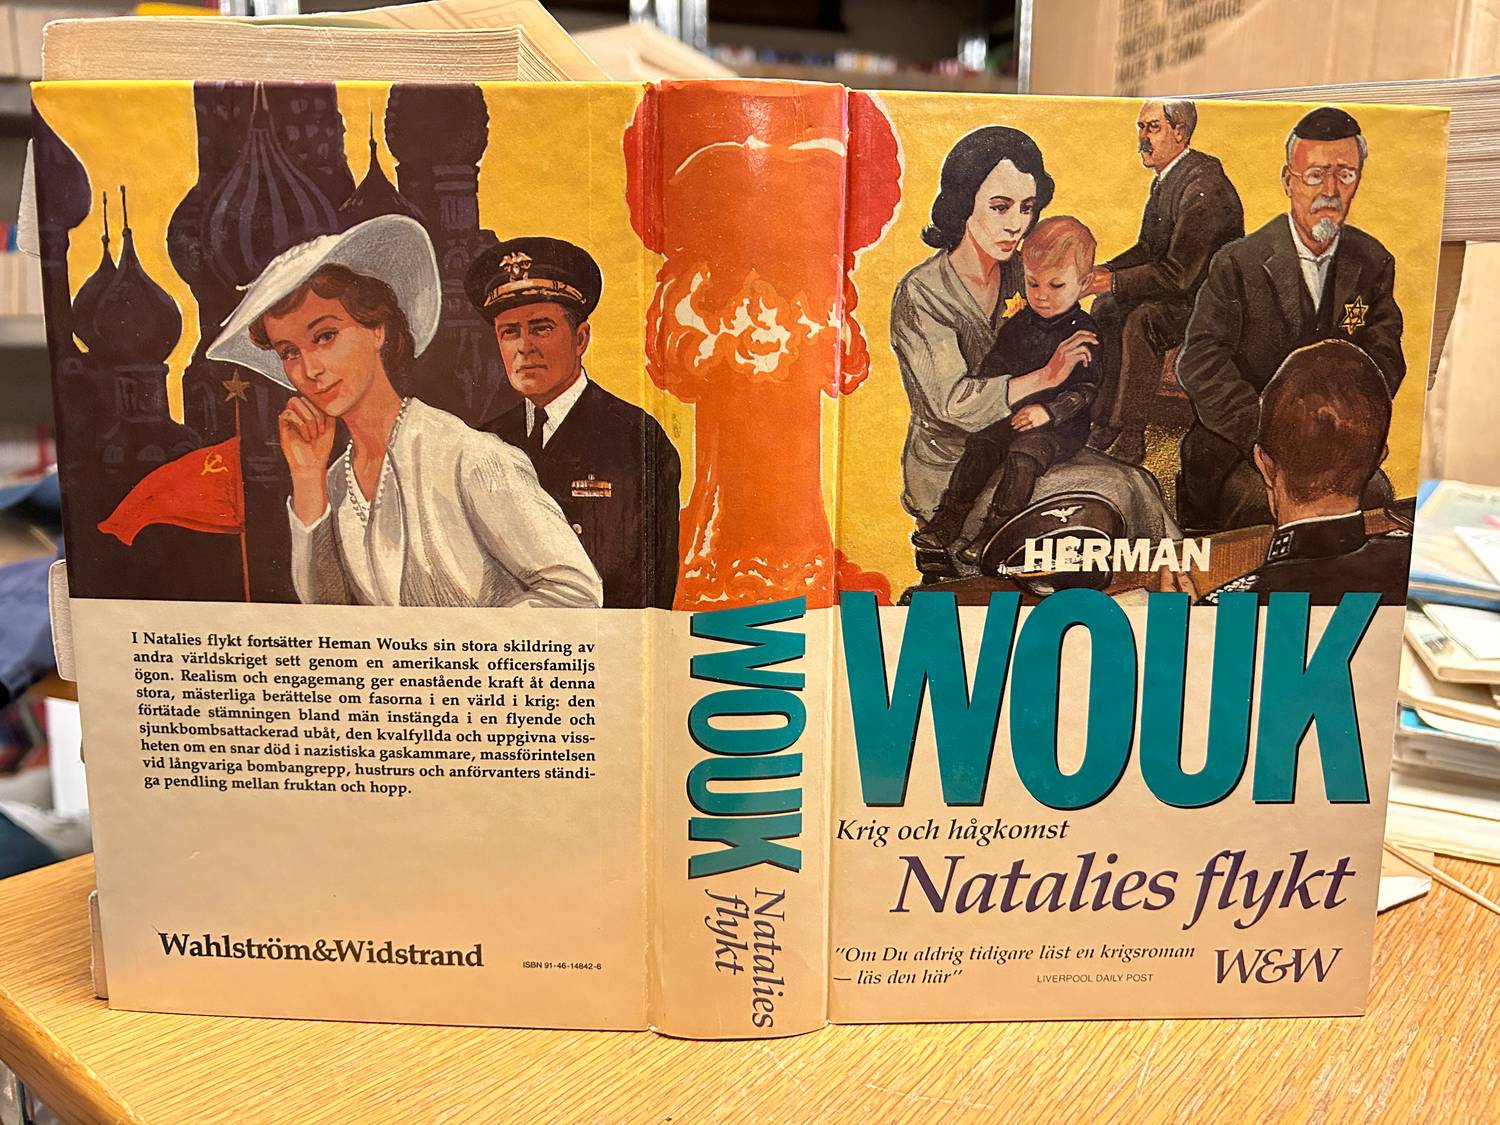 I Natalies flykt fortsätter Heman Wouks sin stora skildring av
andra världskriget sett genom en amerikansk officersfamiljs
ögon. Realism och engagemang ger enastående kraft åt denna
stora, mästerliga berättelse om fasorna i en värld i krig: den
förtätade stämningen bland män instängda i en flyende och
sjunkbombsattackerad ubåt, den kvalfyllda och uppgivna viss-
heten om en snar död i nazistiska gaskammare, massförintelsen
vid långvariga bombangrepp, hustrurs och anförvanters ständi-
ga pendling mellan fruktan och hopp.
Wahlström&Widstrand
ISBN 91-46-14842-6
WOUK
Natalies
flykt
HERMAN
WOUK
Krig och hågkomst
Natalies flykt
"Om Du aldrig tidigare läst en krigsroman
— läs den här"
LIVERPOOL DAILY POST
W&W